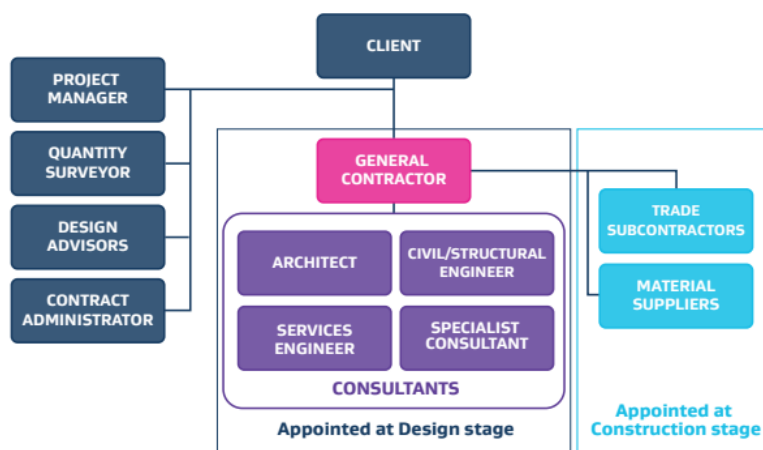 CLIENT
PROJECT
MANAGER
QUANTITY
SURVEYOR
DESIGN
ADVISORS
CONTRACT
ADMINISTRATOR
GENERAL
CONTRACTOR
ARCHITECT
CIVIL/STRUCTURAL
ENGINEER
SERVICES
ENGINEER
SPECIALIST
CONSULTANT
CONSULTANTS
Appointed at Design stage
TRADE
SUBCONTRACTORS
MATERIAL
SUPPLIERS
Appointed at
Construction stage